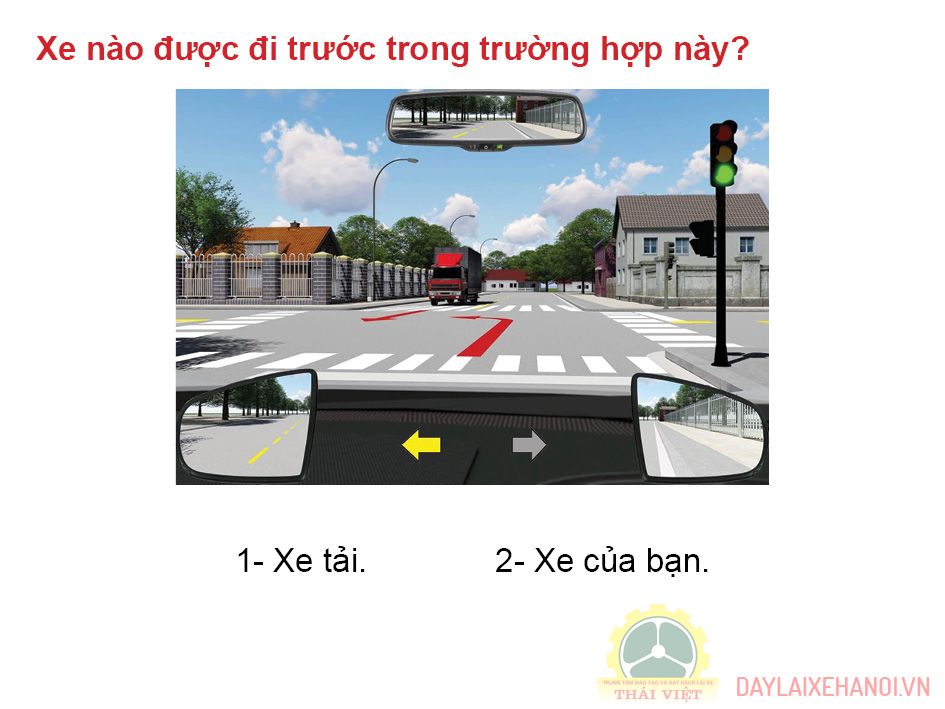 Xe nào được đi trước trong trường hợp này?
1- Xe tải. 2- Xe của bạn.
TRUNG TÂM ĐÀO TẠO VÀ SÁT HẠCH LÁI XE
THÁI VIỆT
DAYLAIXEHANOI.VN